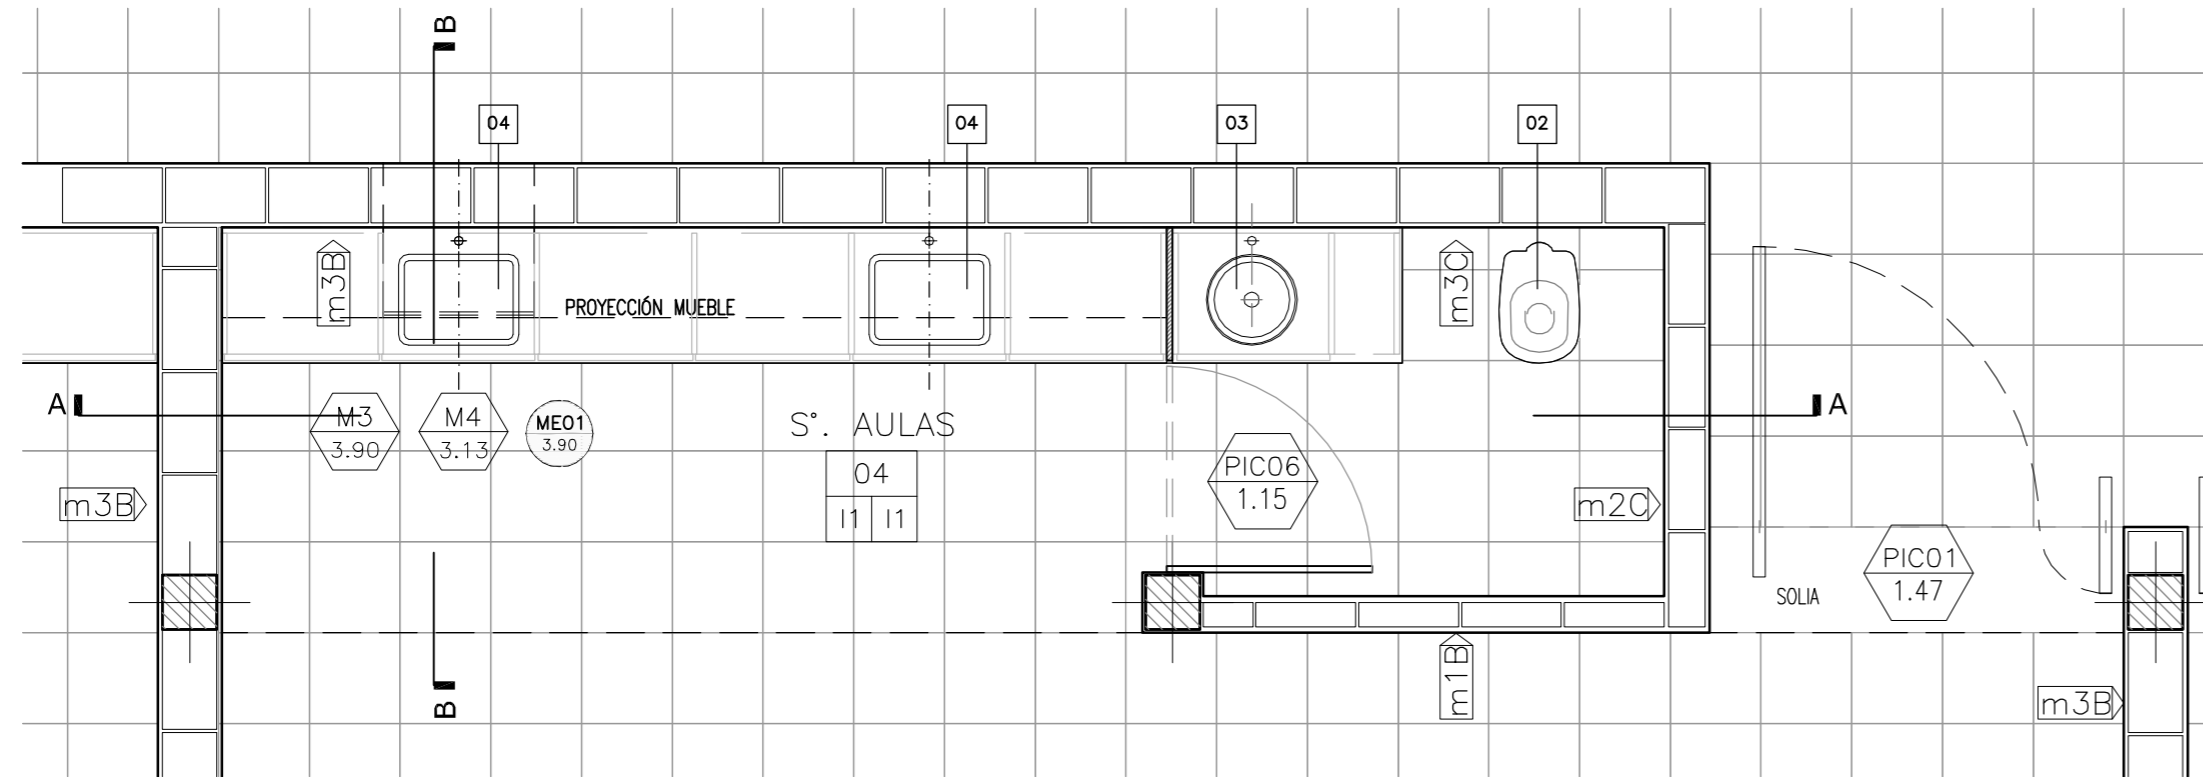 B
04
04
03
02
m3B
PROYECCIÓN MUEBLE
m3C
A
M3
3.90
M4
3.13
ME01
3.90
S°. AULAS
A
04
I1
I1
PIC06
1.15
m3B
m2C
PIC01
1.47
SOLIA
m1B
B
m3B